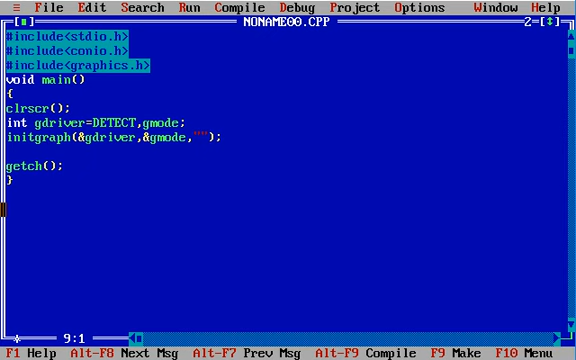 ≡ File Edit Search Run Compile Debug Project Options Window Help
[■] NONAME00.CPP 2=[↕]
#include<stdio.h>
#include<conio.h>
#include<graphics.h>
void main()
{
clrscr();
int gdriver=DETECT,gmode;
initgraph(&gdriver,&gmode,"");
getch();
}
* 9:1
F1 Help Alt-F8 Next Msg Alt-F7 Prev Msg Alt-F9 Compile F9 Make F10 Menu